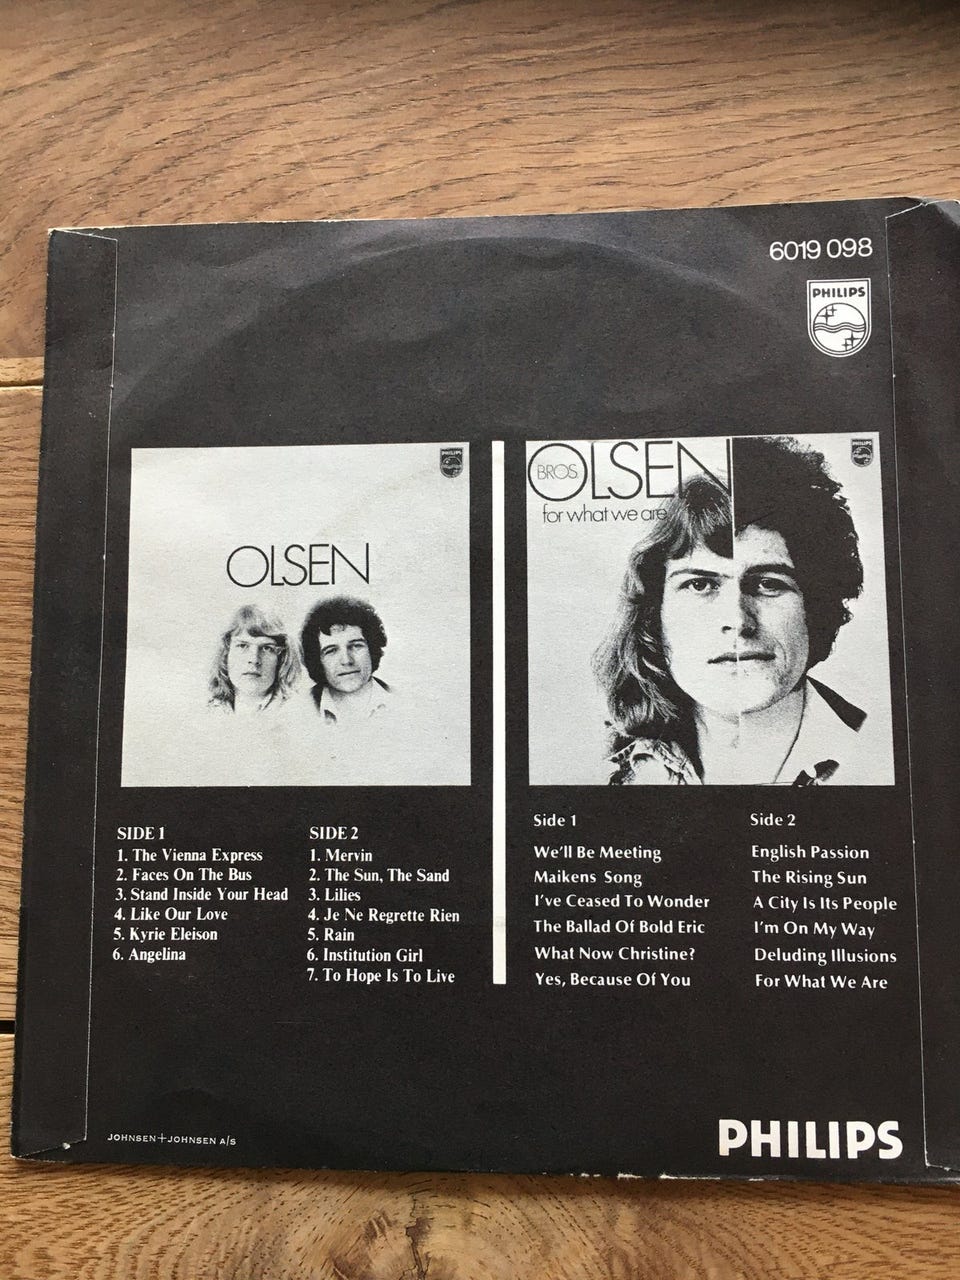 6019 098
PHILIPS
PHILIPS
OLSEN
BROS. OLSEN
for what we are
PHILIPS
SIDE 1
1. The Vienna Express
2. Faces On The Bus
3. Stand Inside Your Head
4. Like Our Love
5. Kyrie Eleison
6. Angelina
SIDE 2
1. Mervin
2. The Sun, The Sand
3. Lilies
4. Je Ne Regrette Rien
5. Rain
6. Institution Girl
7. To Hope Is To Live
Side 1
We'll Be Meeting
Maikens Song
I've Ceased To Wonder
The Ballad Of Bold Eric
What Now Christine?
Yes, Because Of You
Side 2
English Passion
The Rising Sun
A City Is Its People
I'm On My Way
Deluding Illusions
For What We Are
JOHNSEN+JOHNSEN A/S
PHILIPS